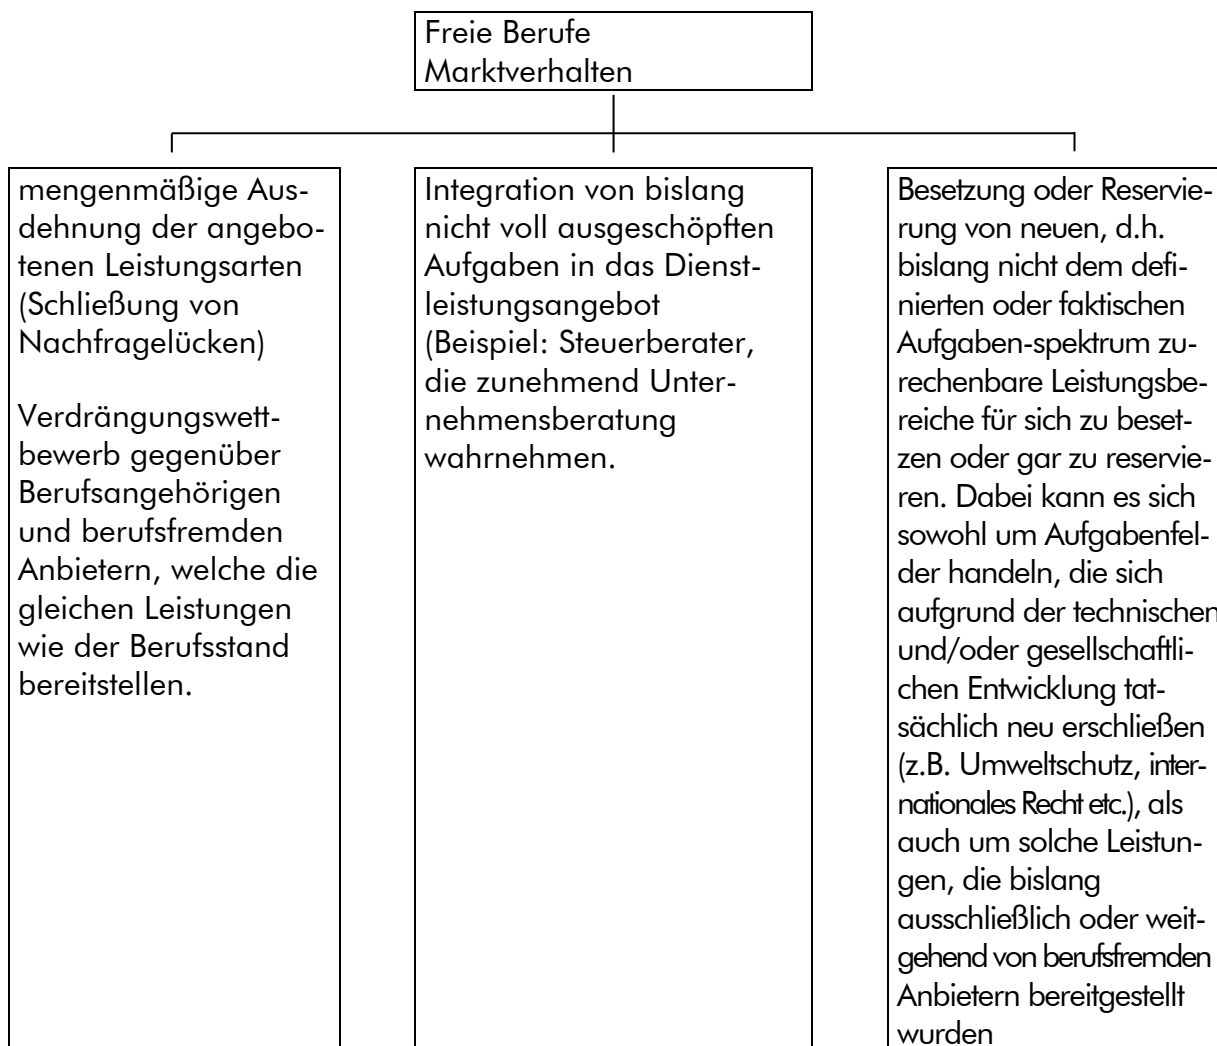 Freie Berufe
Marktverhalten
mengenmäßige Aus-
dehnung der angebo-
tenen Leistungsarten
(Schließung von
Nachfragelücken)
Verdrängungswett-
bewerb gegenüber
Berufsangehörigen
und berufsfremden
Anbietern, welche die
gleichen Leistungen
wie der Berufsstand
bereitstellen.
Integration von bislang
nicht voll ausgeschöpften
Aufgaben in das Dienst-
leistungsangebot
(Beispiel: Steuerberater,
die zunehmend Unter-
nehmensberatung
wahrnehmen.
Besetzung oder Reservie-
rung von neuen, d.h.
bislang nicht dem defi-
nierten oder faktischen
Aufgaben-spektrum zu-
rechenbare Leistungsbe-
reiche für sich zu beset-
zen oder gar zu reservie-
ren. Dabei kann es sich
sowohl um Aufgabenfel-
der handeln, die sich
aufgrund der technischen
und/oder gesellschaftli-
chen Entwicklung tat-
sächlich neu erschließen
(z.B. Umweltschutz, inter-
nationales Recht etc.), als
auch um solche Leistun-
gen, die bislang
ausschließlich oder weit-
gehend von berufsfremden
Anbietern bereitgestellt
wurden